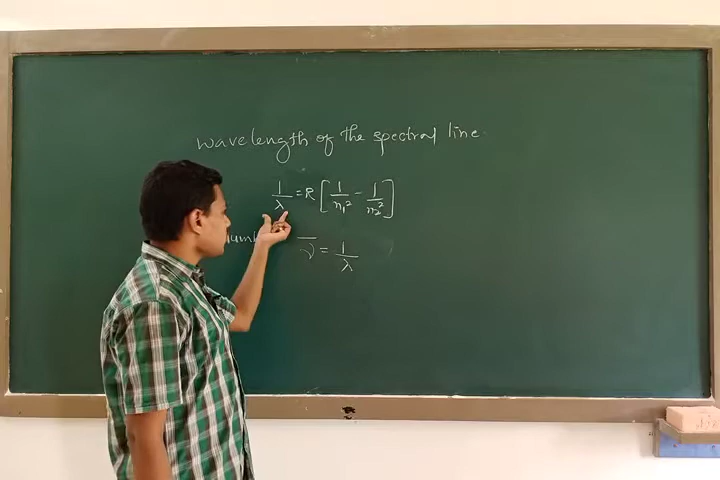 wavelength of the spectral line.
1/λ = R [1/n₁² - 1/n₂²]
ν̅ = 1/λ